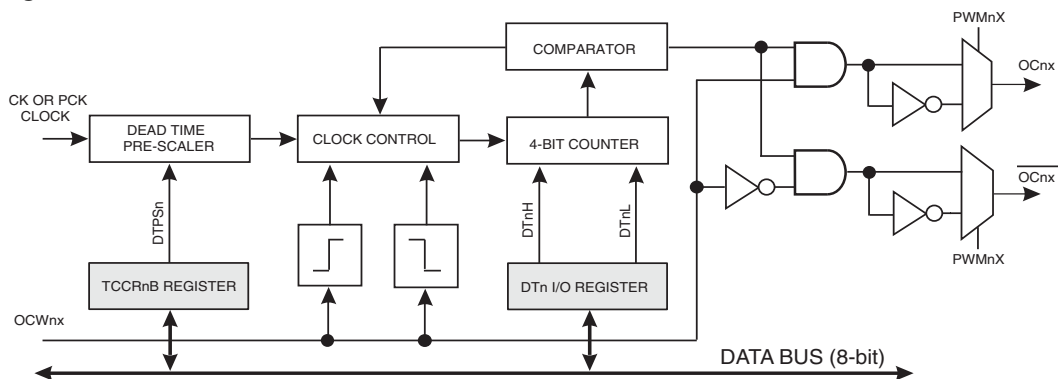 PWMnX
COMPARATOR
OCnx
CK OR PCK
CLOCK
DEAD TIME
PRE-SCALER
CLOCK CONTROL
4-BIT COUNTER
OCnx
DTPSn
DTnH
DTnL
PWMnX
TCCRnB REGISTER
DTn I/O REGISTER
OCWnx
DATA BUS (8-bit)